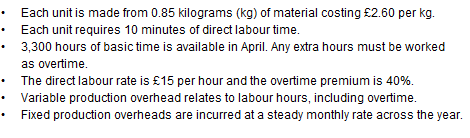 • Each unit is made from 0.85 kilograms (kg) of material costing £2.60 per kg.
• Each unit requires 10 minutes of direct labour time.
• 3,300 hours of basic time is available in April. Any extra hours must be worked
as overtime.
• The direct labour rate is £15 per hour and the overtime premium is 40%.
• Variable production overhead relates to labour hours, including overtime.
• Fixed production overheads are incurred at a steady monthly rate across the year.